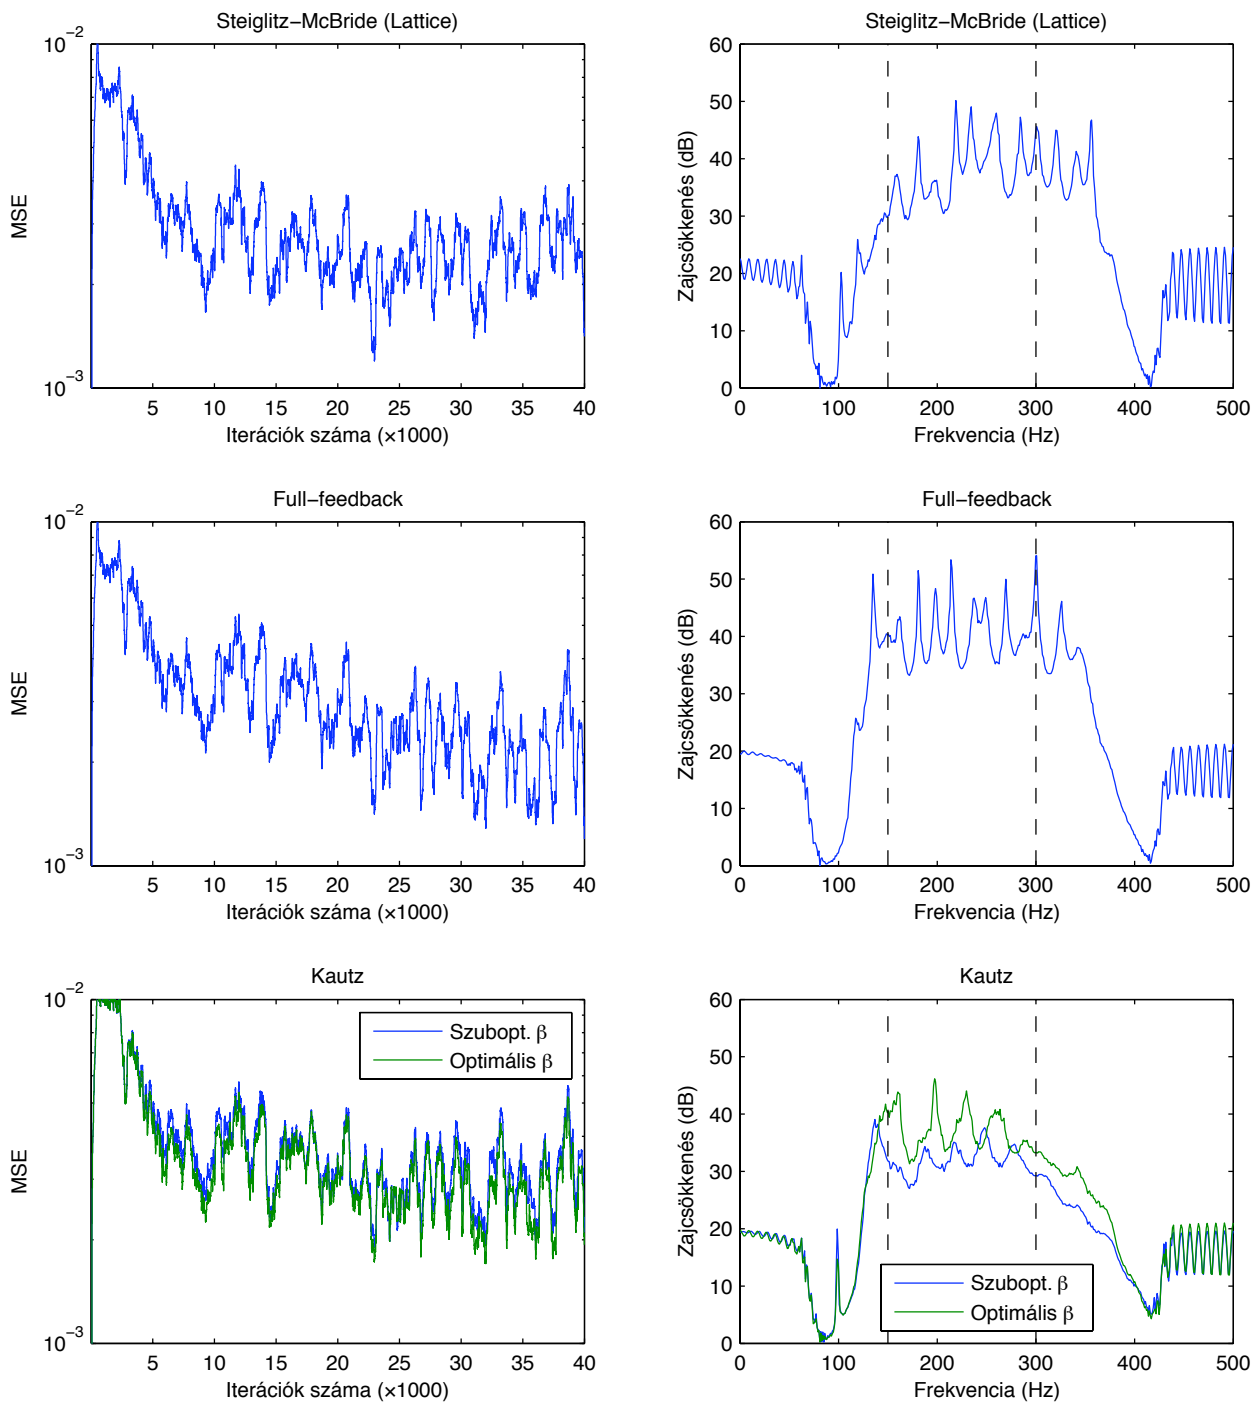 Steiglitz−McBride (Lattice)
10^-2
10^-3
MSE
5 10 15 20 25 30 35 40
Iterációk száma (×1000)
Steiglitz−McBride (Lattice)
60
50
40
30
20
10
0
Zajcsökkenés (dB)
0 100 200 300 400 500
Frekvencia (Hz)
Full−feedback
10^-2
10^-3
MSE
5 10 15 20 25 30 35 40
Iterációk száma (×1000)
Full−feedback
60
50
40
30
20
10
0
Zajcsökkenés (dB)
0 100 200 300 400 500
Frekvencia (Hz)
Kautz
10^-2
10^-3
MSE
Szubopt. β
Optimális β
5 10 15 20 25 30 35 40
Iterációk száma (×1000)
Kautz
60
50
40
30
20
10
0
Zajcsökkenés (dB)
Szubopt. β
Optimális β
0 100 200 300 400 500
Frekvencia (Hz)